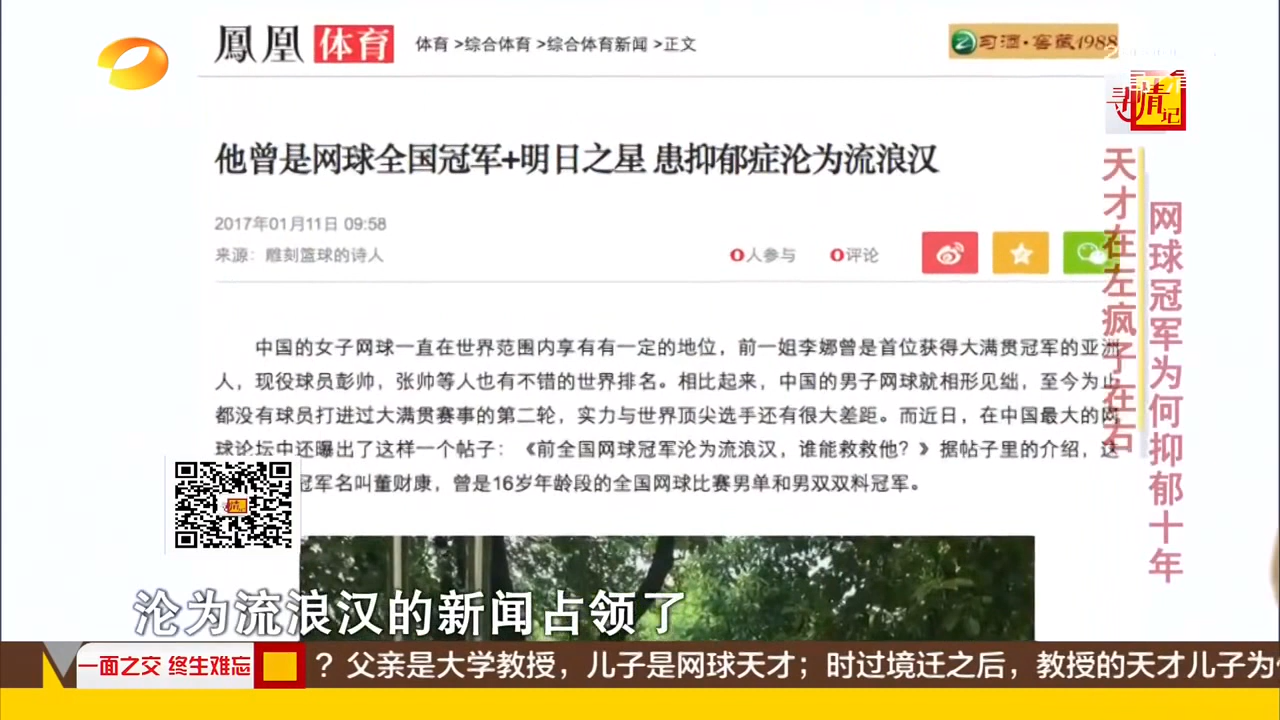 鳳凰 体育 体育 >综合体育 >综合体育新闻 >正文
习酒·窖藏1988
寻情记
他曾是网球全国冠军+明日之星 患抑郁症沦为流浪汉
2017年01月11日 09:58
来源：雕刻篮球的诗人
0人参与 0评论
天才在左疯子在右
网球冠军为何抑郁十年
中国的女子网球一直在世界范围内享有有一定的地位，前一姐李娜曾是首位获得大满贯冠军的亚洲
人，现役球员彭帅，张帅等人也有不错的世界排名。相比起来，中国的男子网球就相形见绌，至今为止
都没有球员打进过大满贯赛事的第二轮，实力与世界顶尖选手还有很大差距。而近日，在中国最大的网
球论坛中还曝出了这样一个帖子：《前全国网球冠军沦为流浪汉，谁能救救他？》据帖子里的介绍，这
冠军名叫董财康，曾是16岁年龄段的全国网球比赛男单和男双双料冠军。
沦为流浪汉的新闻占领了
一面之交 终生难忘
？父亲是大学教授，儿子是网球天才；时过境迁之后，教授的天才儿子为